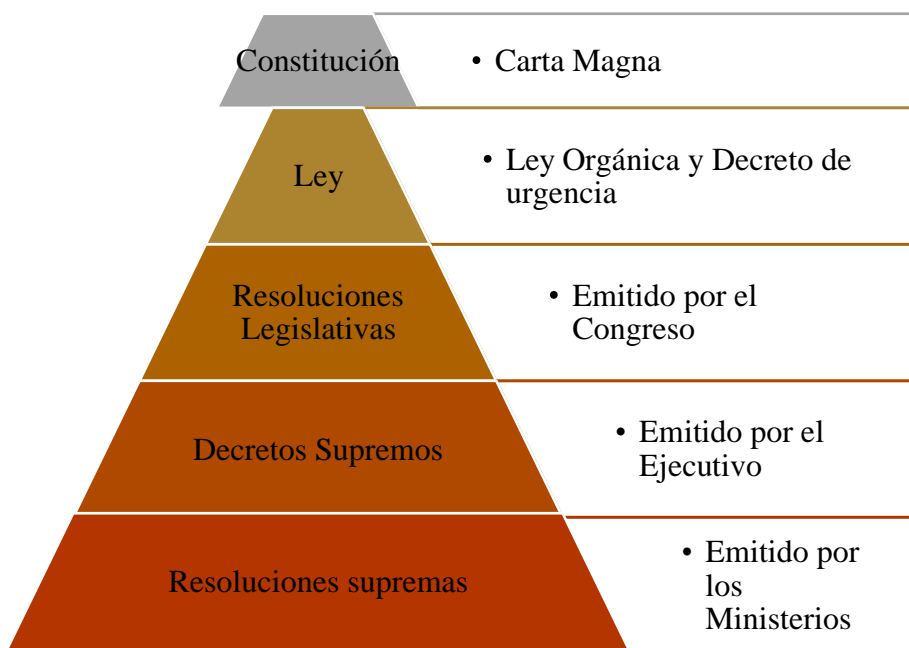 Constitución
• Carta Magna
Ley
• Ley Orgánica y Decreto de
urgencia
Resoluciones
Legislativas
• Emitido por el
Congreso
Decretos Supremos
• Emitido por el
Ejecutivo
Resoluciones supremas
• Emitido por
los
Ministerios